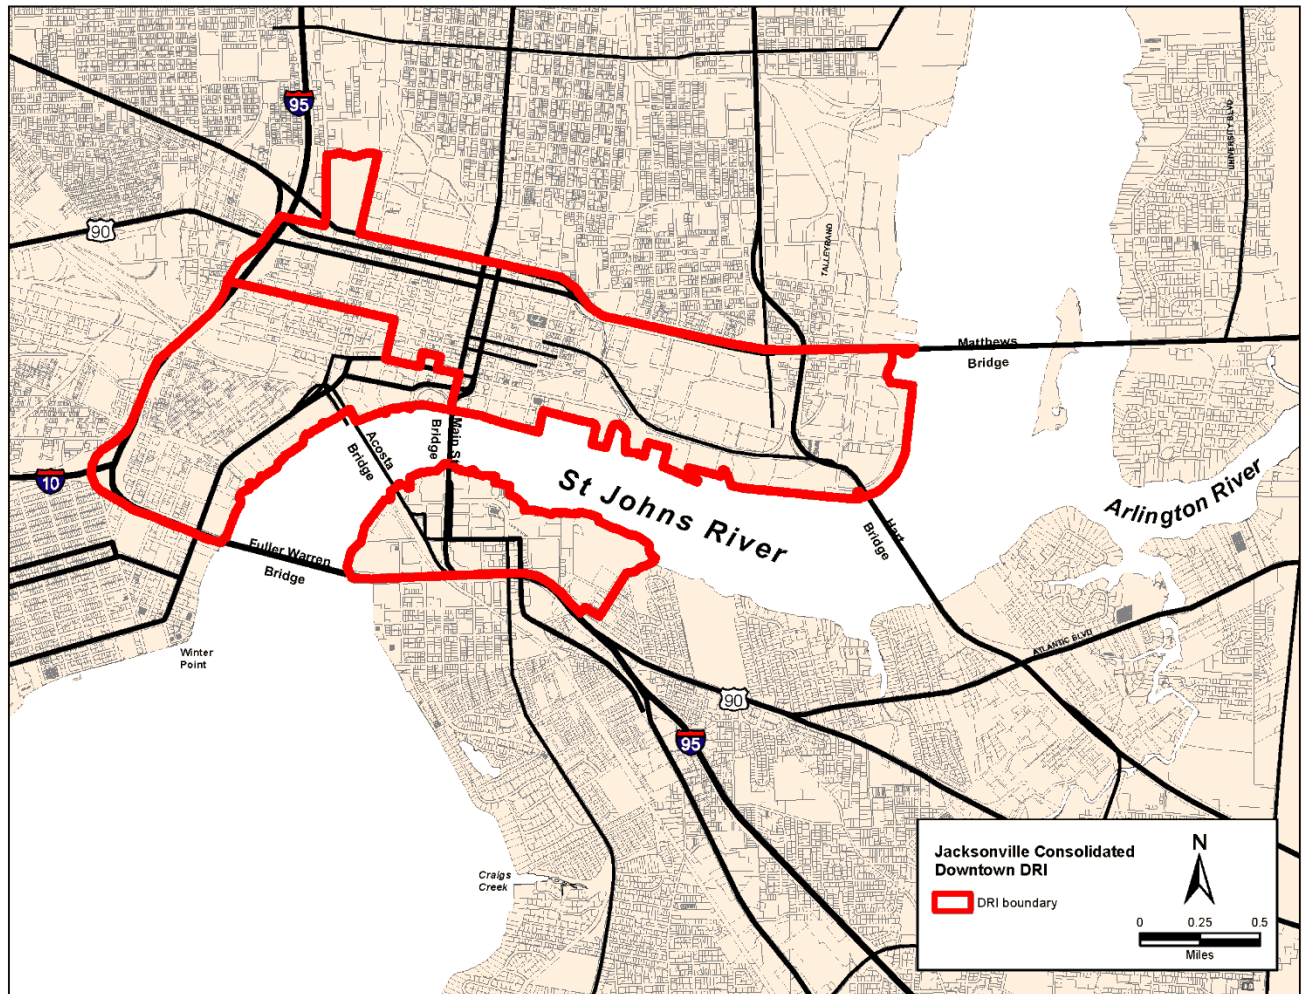 95
UNIVERSITY BLVD
90
TALLEYRAND
Matthews
Bridge
Main St
Bridge
Acosta
Bridge
10
St Johns River
Arlington River
Hart
Bridge
Fuller Warren
Bridge
Winter
Point
ATLANTIC BLVD
90
95
Craigs
Creek
Jacksonville Consolidated
Downtown DRI
DRI boundary
N
0 0.25 0.5
Miles